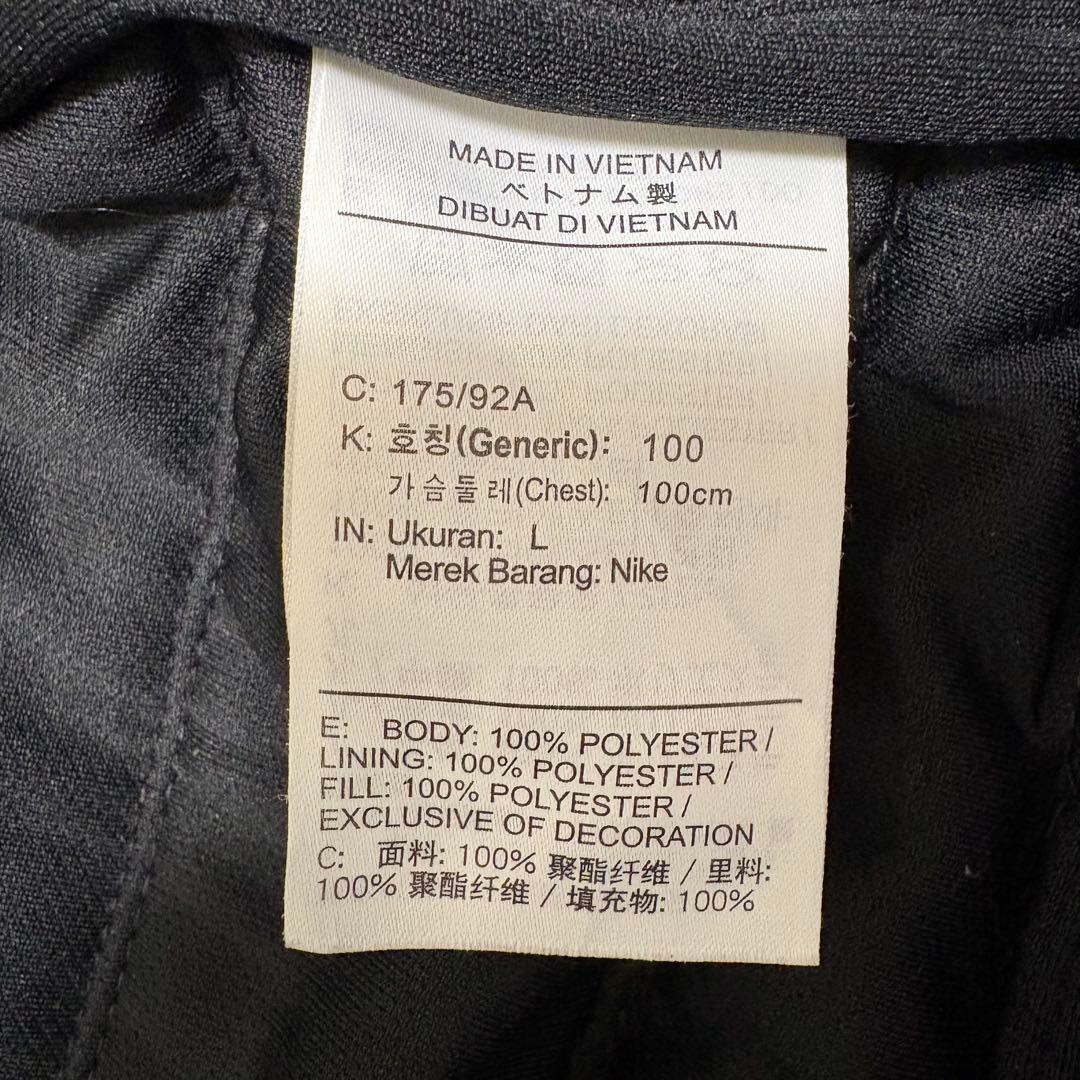 MADE IN VIETNAM
ベトナム製
DIBUAT DI VIETNAM
C: 175/92A
K: 호칭(Generic): 100
가슴둘레(Chest): 100cm
IN: Ukuran: L
Merek Barang: Nike
E: BODY: 100% POLYESTER /
LINING: 100% POLYESTER /
FILL: 100% POLYESTER /
EXCLUSIVE OF DECORATION
C: 面料: 100% 聚酯纤维 / 里料:
100% 聚酯纤维 / 填充物: 100%